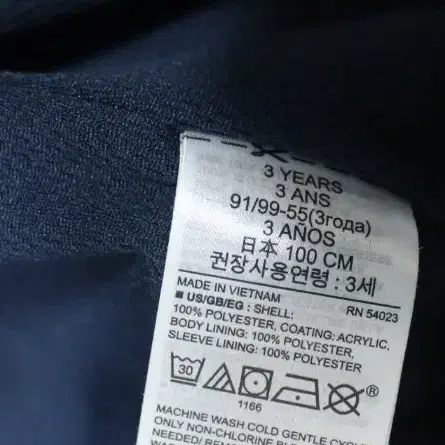 3 YEARS
3 ANS
91/99-55(3года)
3 AÑOS
日本 100 CM
권장사용연령 : 3세
MADE IN VIETNAM RN 54023
■ US/GB/EG : SHELL:
100% POLYESTER, COATING: ACRYLIC,
BODY LINING: 100% POLYESTER,
SLEEVE LINING: 100% POLYESTER
30 ®
1166
MACHINE WASH COLD GENTLE CYCLE
ONLY NON-CHLORINE
NEEDED/